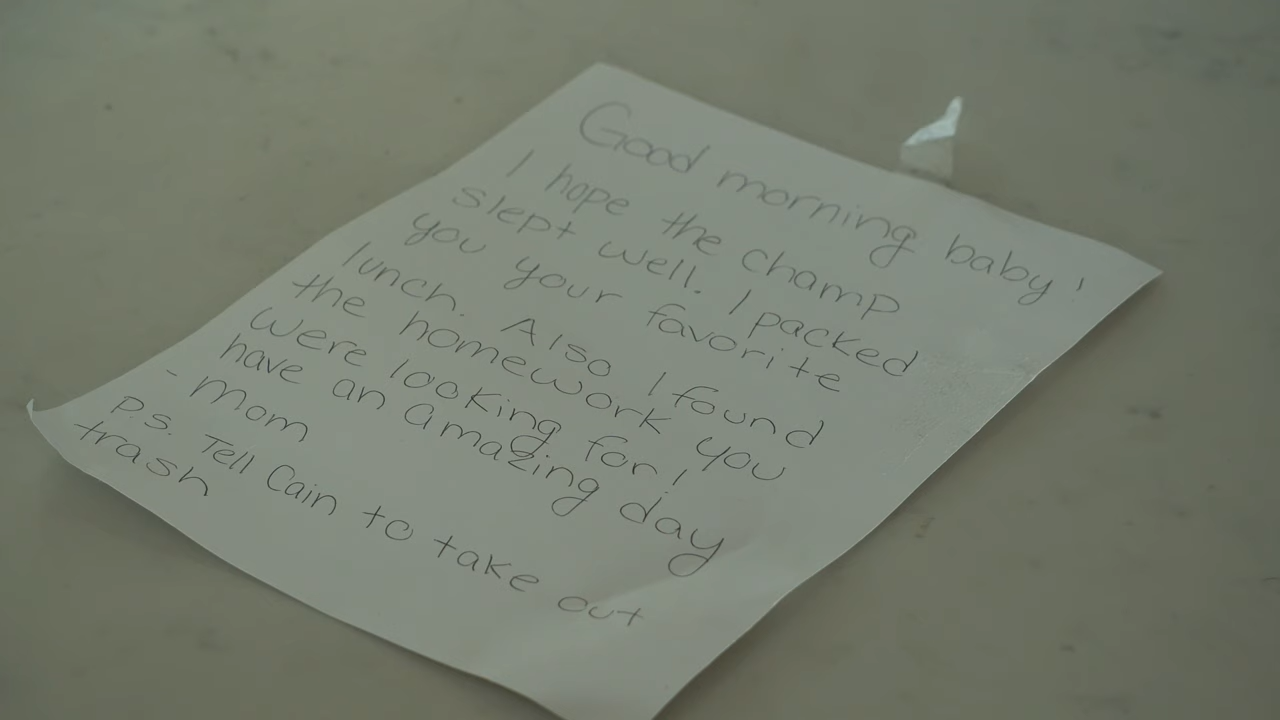 Good morning baby!
I hope the champ
slept well. I packed
you your favorite
lunch. Also I found
the homework you
were looking for!
have an amazing day
- Mom
P.S. Tell Cain to take out
trash